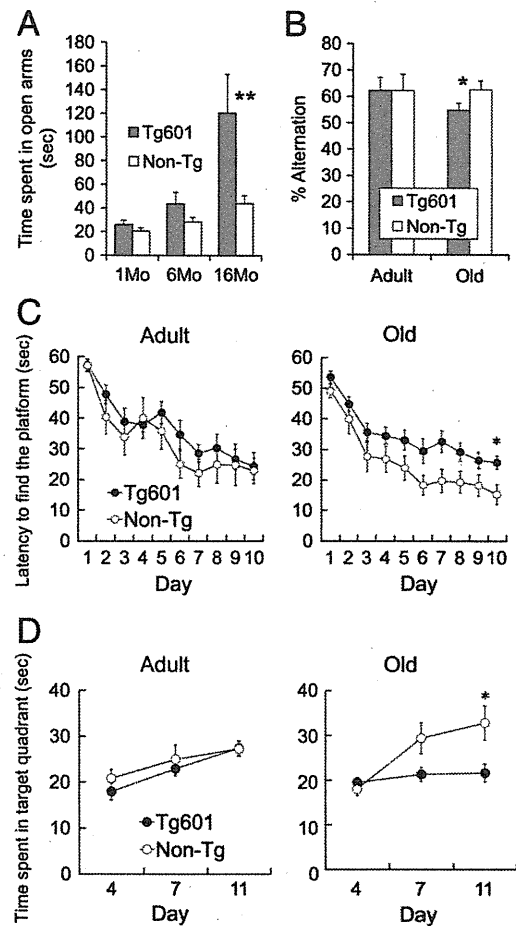 A
Time spent in open arms
(sec)
180
160
140
120
100
80
60
40
20
0
**
Tg601
Non-Tg
1Mo
6Mo
16Mo
B
% Alternation
80
70
60
50
40
30
20
10
0
*
Tg601
Non-Tg
Adult
Old
C
Latency to find the platform (sec)
Adult
60
50
40
30
20
10
0
Tg601
Non-Tg
1 2 3 4 5 6 7 8 9 10
Day
Old
60
50
40
30
20
10
0
*
1 2 3 4 5 6 7 8 9 10
Day
D
Time spent in target quadrant (sec)
Adult
40
30
20
10
0
Tg601
Non-Tg
4 7 11
Day
Old
40
30
20
10
0
*
4 7 11
Day